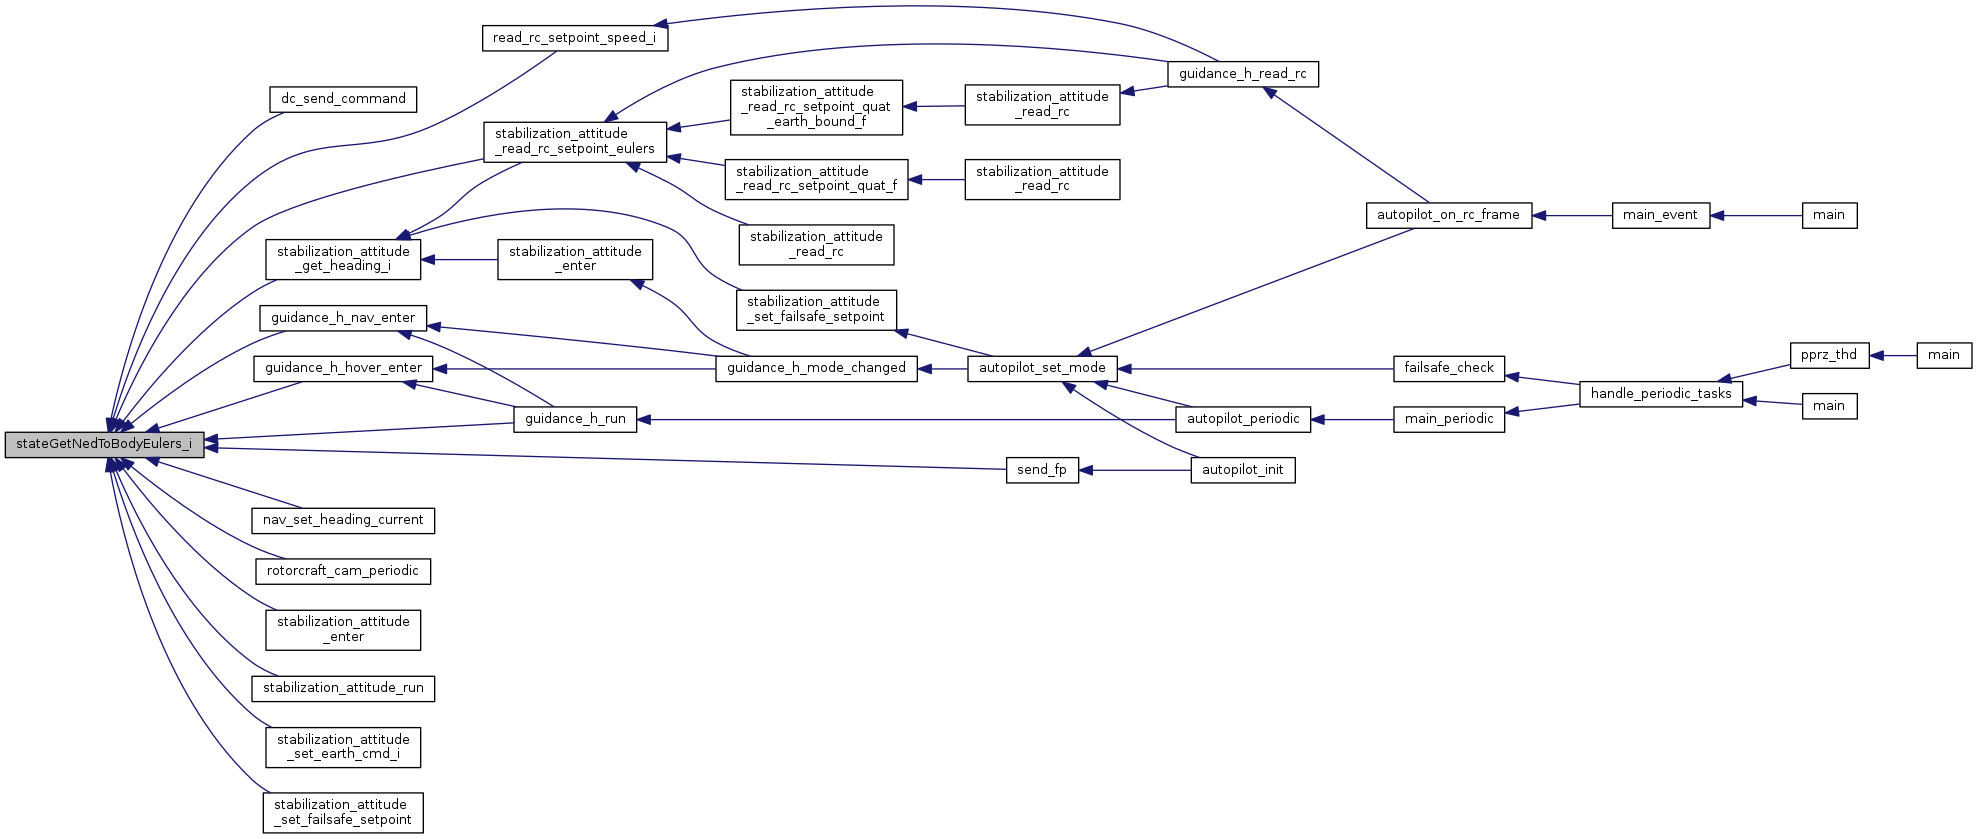 read_rc_setpoint_speed_i
guidance_h_read_rc
dc_send_command
stabilization_attitude
_read_rc_setpoint_quat
_earth_bound_f
stabilization_attitude
_read_rc
stabilization_attitude
_read_rc_setpoint_eulers
stabilization_attitude
_read_rc_setpoint_quat_f
stabilization_attitude
_read_rc
autopilot_on_rc_frame
main_event
main
stabilization_attitude
_read_rc
stabilization_attitude
_get_heading_i
stabilization_attitude
_enter
stabilization_attitude
_set_failsafe_setpoint
guidance_h_nav_enter
guidance_h_hover_enter
guidance_h_mode_changed
autopilot_set_mode
failsafe_check
pprz_thd
main
handle_periodic_tasks
main
guidance_h_run
autopilot_periodic
main_periodic
stateGetNedToBodyEulers_i
send_fp
autopilot_init
nav_set_heading_current
rotorcraft_cam_periodic
stabilization_attitude
_enter
stabilization_attitude_run
stabilization_attitude
_set_earth_cmd_i
stabilization_attitude
_set_failsafe_setpoint